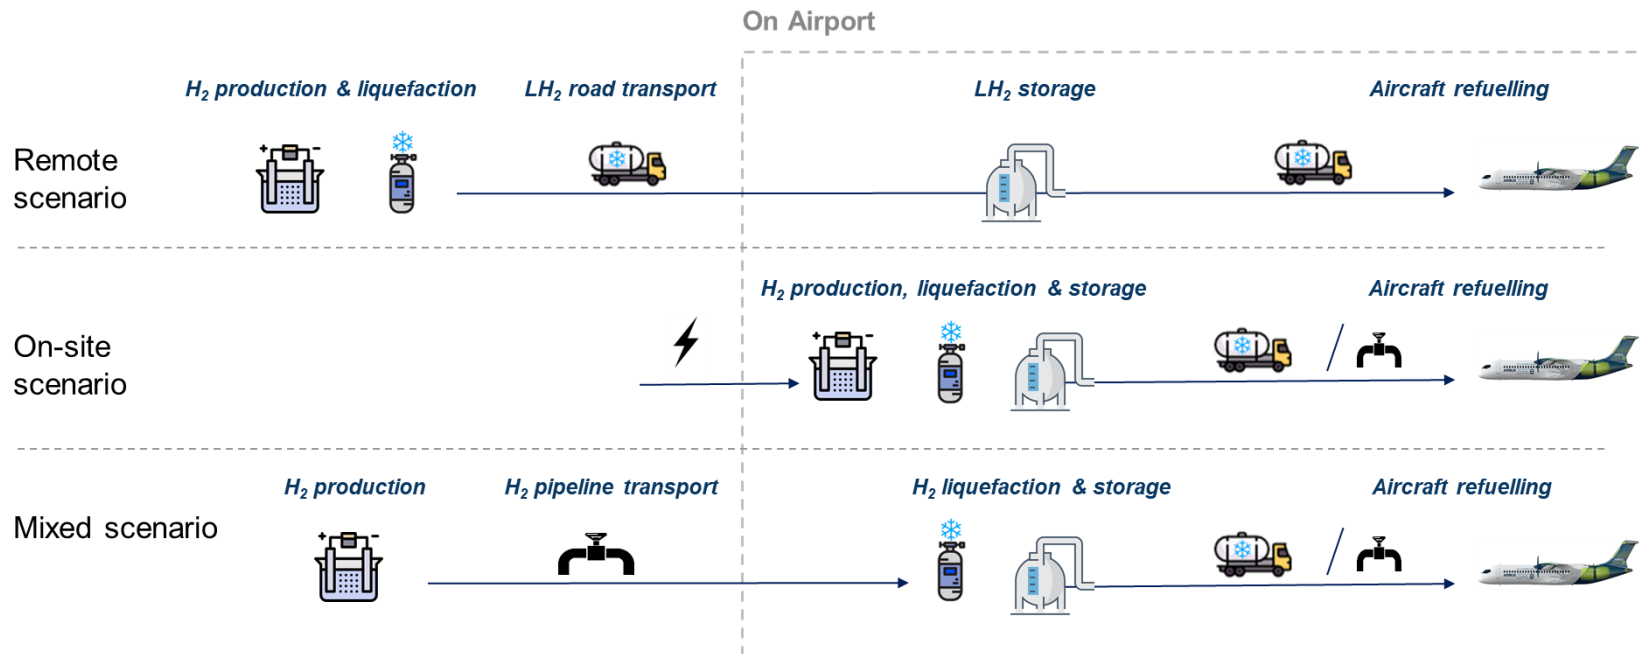 On Airport
H₂ production & liquefaction
LH₂ road transport
LH₂ storage
Aircraft refuelling
Remote
scenario
H₂ production, liquefaction & storage
Aircraft refuelling
On-site
scenario
H₂ production
H₂ pipeline transport
H₂ liquefaction & storage
Aircraft refuelling
Mixed scenario